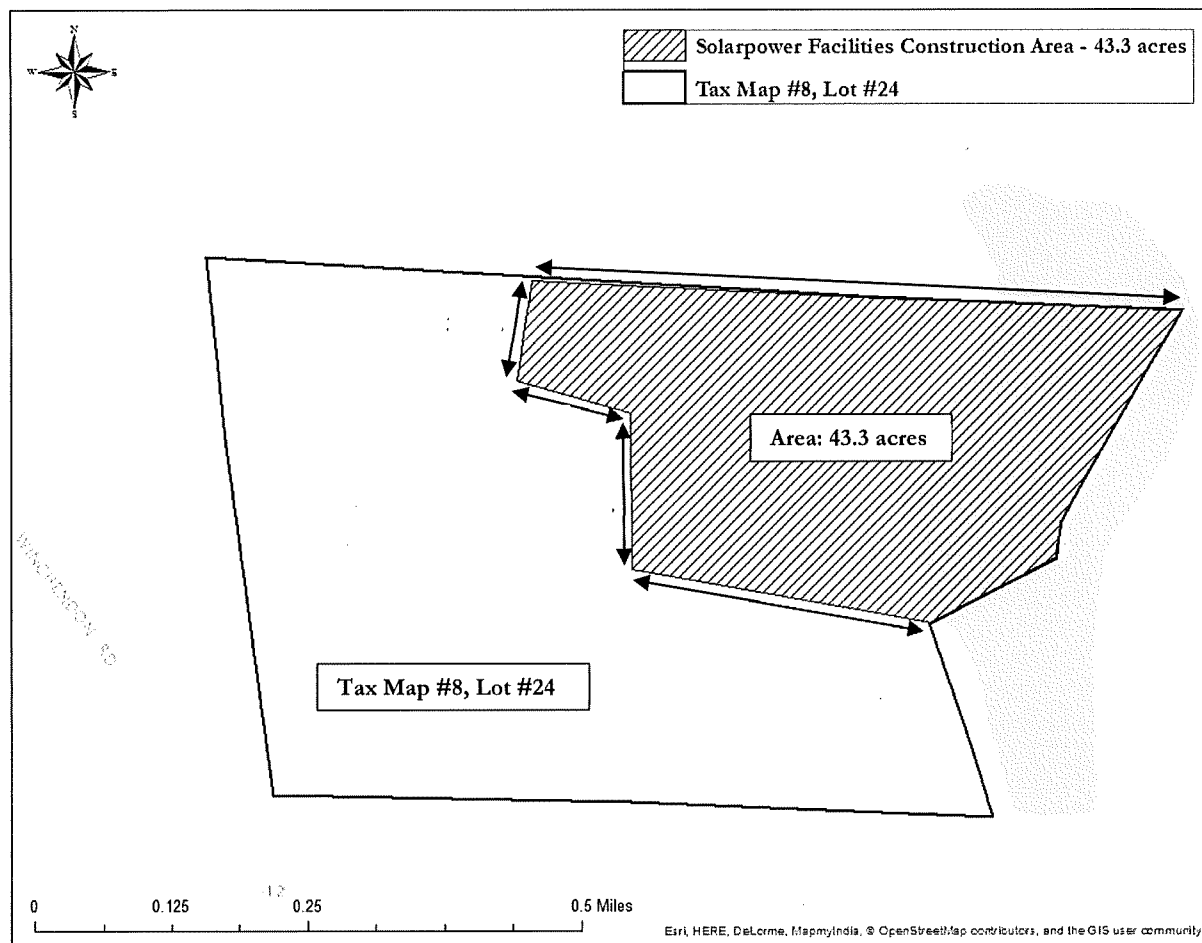 N
W E
S
Solarpower Facilities Construction Area - 43.3 acres
Tax Map #8, Lot #24
Area: 43.3 acres
WINCHENDON RD
Tax Map #8, Lot #24
0 0.125 0.25 0.5 Miles
Esri, HERE, DeLorme, MapmyIndia, © OpenStreetMap contributors, and the GIS user community